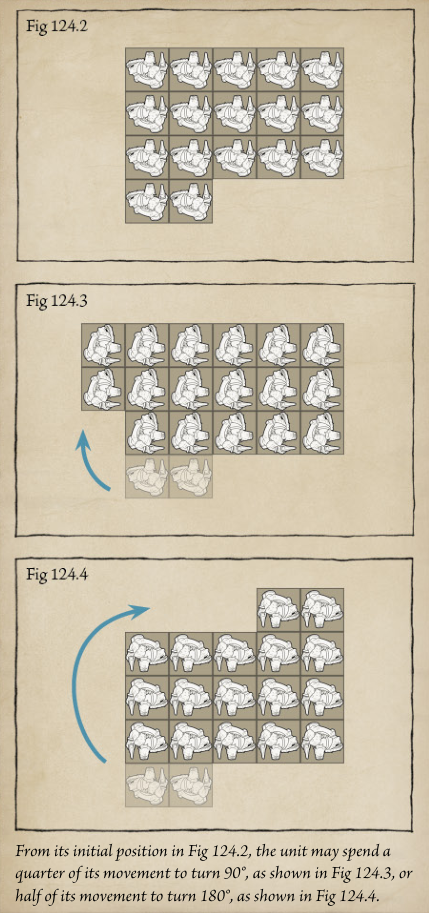 Fig 124.2
Fig 124.3
Fig 124.4
From its initial position in Fig 124.2, the unit may spend a
quarter of its movement to turn 90°, as shown in Fig 124.3, or
half of its movement to turn 180°, as shown in Fig 124.4.